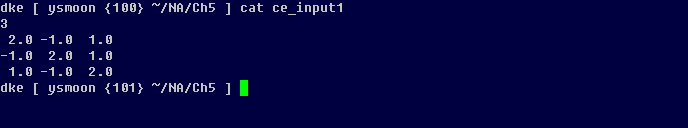 dke [ ysmoon {100} ~/NA/Ch5 ] cat ce_input1
3
 2.0 -1.0  1.0
-1.0  2.0  1.0
 1.0 -1.0  2.0
dke [ ysmoon {101} ~/NA/Ch5 ]